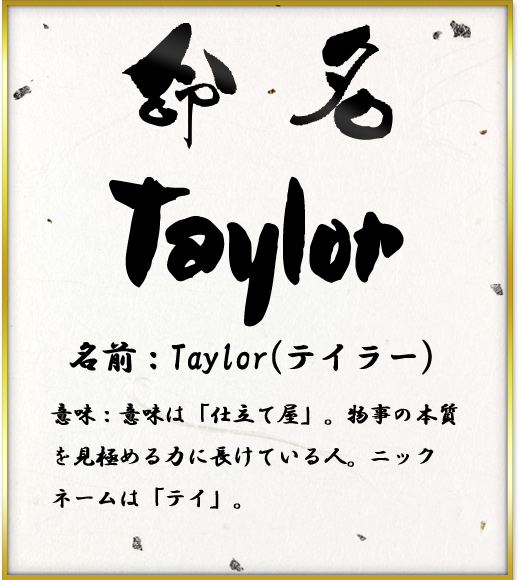 命名
Taylor
名前：Taylor(テイラー)
意味：意味は「仕立て屋」。物事の本質
を見極める力に長けている人。ニック
ネームは「テイ」。